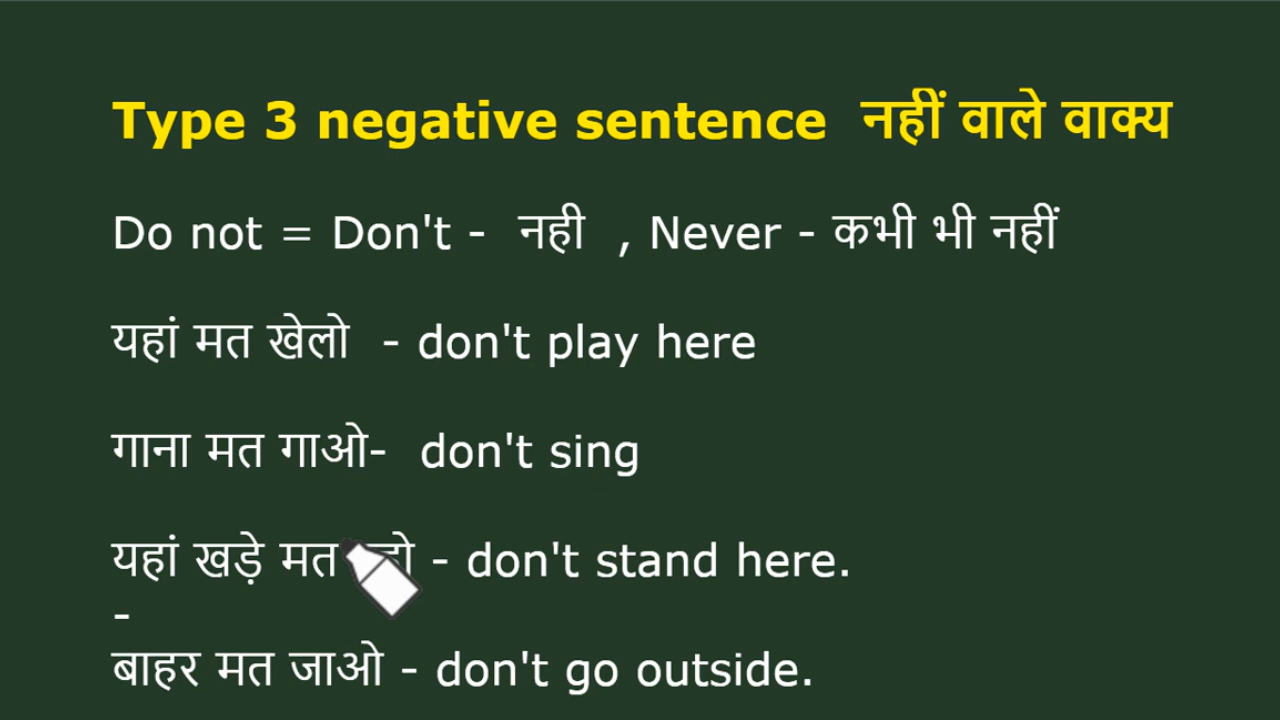 Type 3 negative sentence नहीं वाले वाक्य
Do not = Don't - नही , Never - कभी भी नहीं
यहां मत खेलो - don't play here
गाना मत गाओ- don't sing
यहां खड़े मत - don't stand here.
-
बाहर मत जाओ - don't go outside.